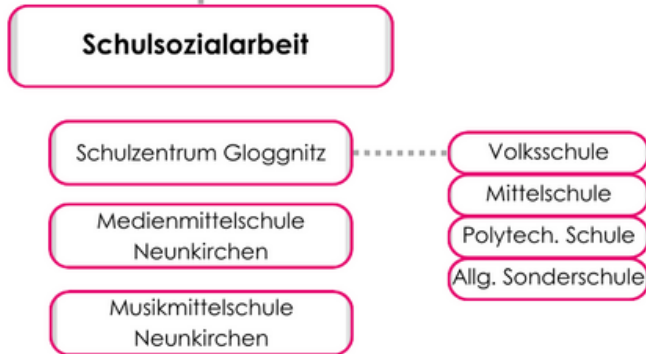 Schulsozialarbeit
Schulzentrum Gloggnitz
Medienmittelschule
Neunkirchen
Musikmittelschule
Neunkirchen
Volksschule
Mittelschule
Polytech. Schule
Allg. Sonderschule